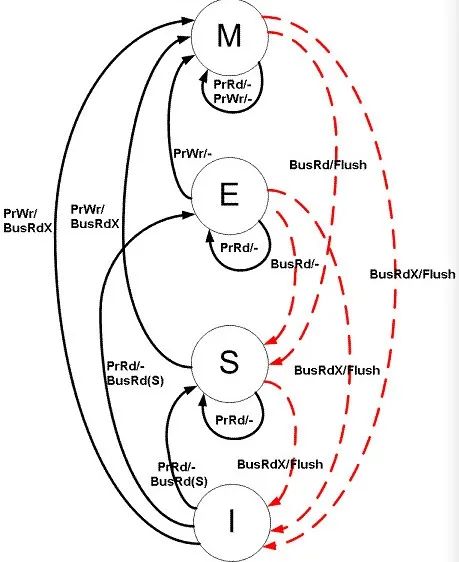 M
PrRd/-
PrWr/-
PrWr/-
BusRd/Flush
E
PrWr/
BusRdX
PrWr/
BusRdX
PrRd/-
BusRd/-
BusRdX/Flush
S
PrRd/-
BusRd(S)
BusRdX/Flush
PrRd/-
PrRd/-
BusRd(S)
BusRdX/Flush
I